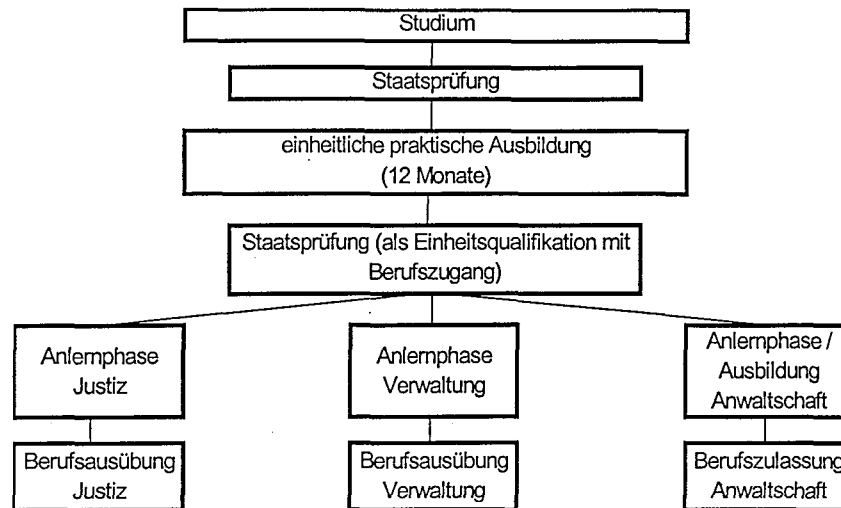 Studium
Staatsprüfung
einheitliche praktische Ausbildung
(12 Monate)
Staatsprüfung (als Einheitsqualifikation mit
Berufszugang)
Anlernphase
Justiz
Anlernphase
Verwaltung
Anlernphase /
Ausbildung
Anwaltschaft
Berufsausübung
Justiz
Berufsausübung
Verwaltung
Berufszulassung
Anwaltschaft